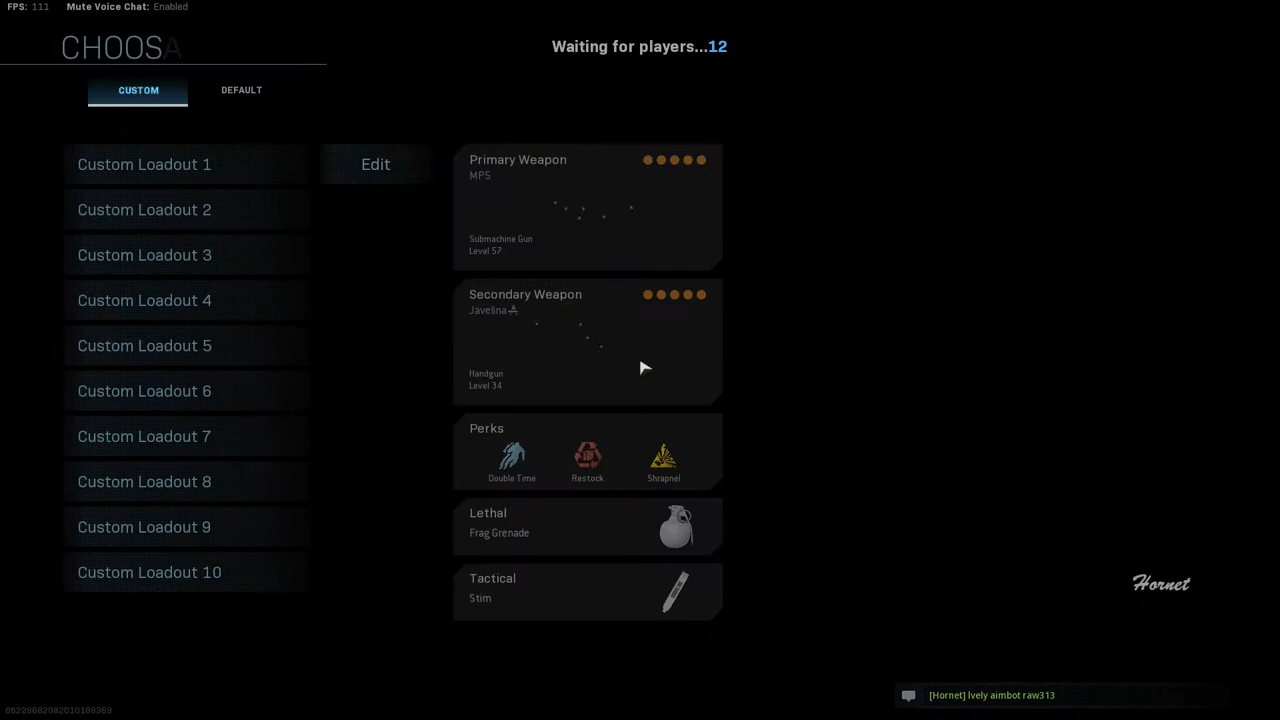 FPS: 111 Mute Voice Chat: Enabled
CHOOSA
Waiting for players...12
CUSTOM DEFAULT
Custom Loadout 1
Custom Loadout 2
Custom Loadout 3
Custom Loadout 4
Custom Loadout 5
Custom Loadout 6
Custom Loadout 7
Custom Loadout 8
Custom Loadout 9
Custom Loadout 10
Edit
Primary Weapon
MP5
Submachine Gun
Level 57
Secondary Weapon
Javelina
Handgun
Level 34
Perks
Double Time Restock Shrapnel
Lethal
Frag Grenade
Tactical
Stim
Hornet
[Hornet] lvely aimbot raw313